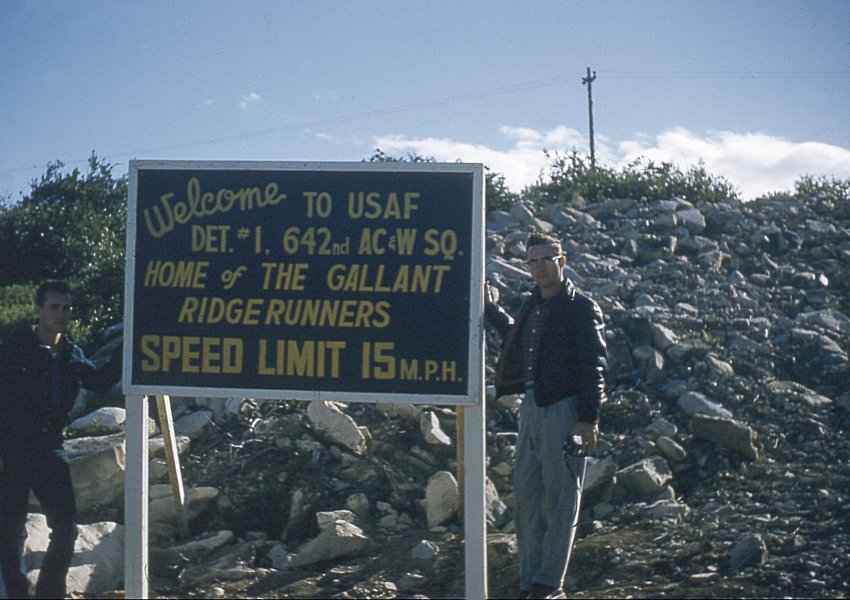 Welcome TO USAF
DET. #1, 642nd AC&W SQ.
HOME of THE GALLANT
RIDGERUNNERS
SPEED LIMIT 15 M.P.H.